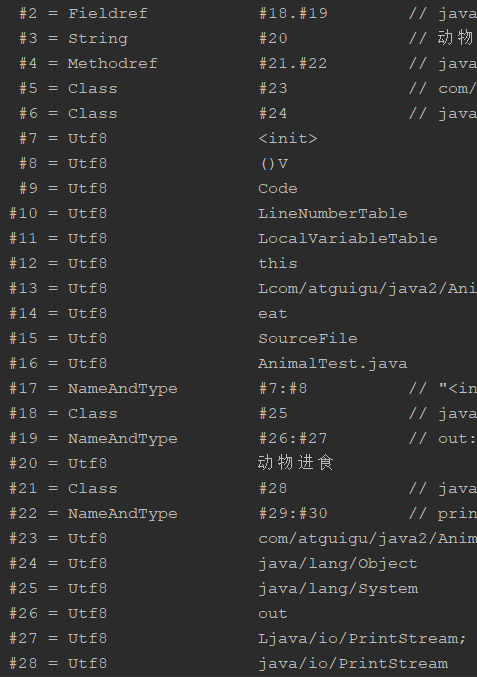 #2 = Fieldref #18.#19 // java
#3 = String #20 // 动物
#4 = Methodref #21.#22 // java
#5 = Class #23 // com/
#6 = Class #24 // java
#7 = Utf8 <init>
#8 = Utf8 ()V
#9 = Utf8 Code
#10 = Utf8 LineNumberTable
#11 = Utf8 LocalVariableTable
#12 = Utf8 this
#13 = Utf8 Lcom/atguigu/java2/Ani
#14 = Utf8 eat
#15 = Utf8 SourceFile
#16 = Utf8 AnimalTest.java
#17 = NameAndType #7:#8 // "<in
#18 = Class #25 // java
#19 = NameAndType #26:#27 // out:
#20 = Utf8 动物进食
#21 = Class #28 // java
#22 = NameAndType #29:#30 // prin
#23 = Utf8 com/atguigu/java2/Anim
#24 = Utf8 java/lang/Object
#25 = Utf8 java/lang/System
#26 = Utf8 out
#27 = Utf8 Ljava/io/PrintStream;
#28 = Utf8 java/io/PrintStream